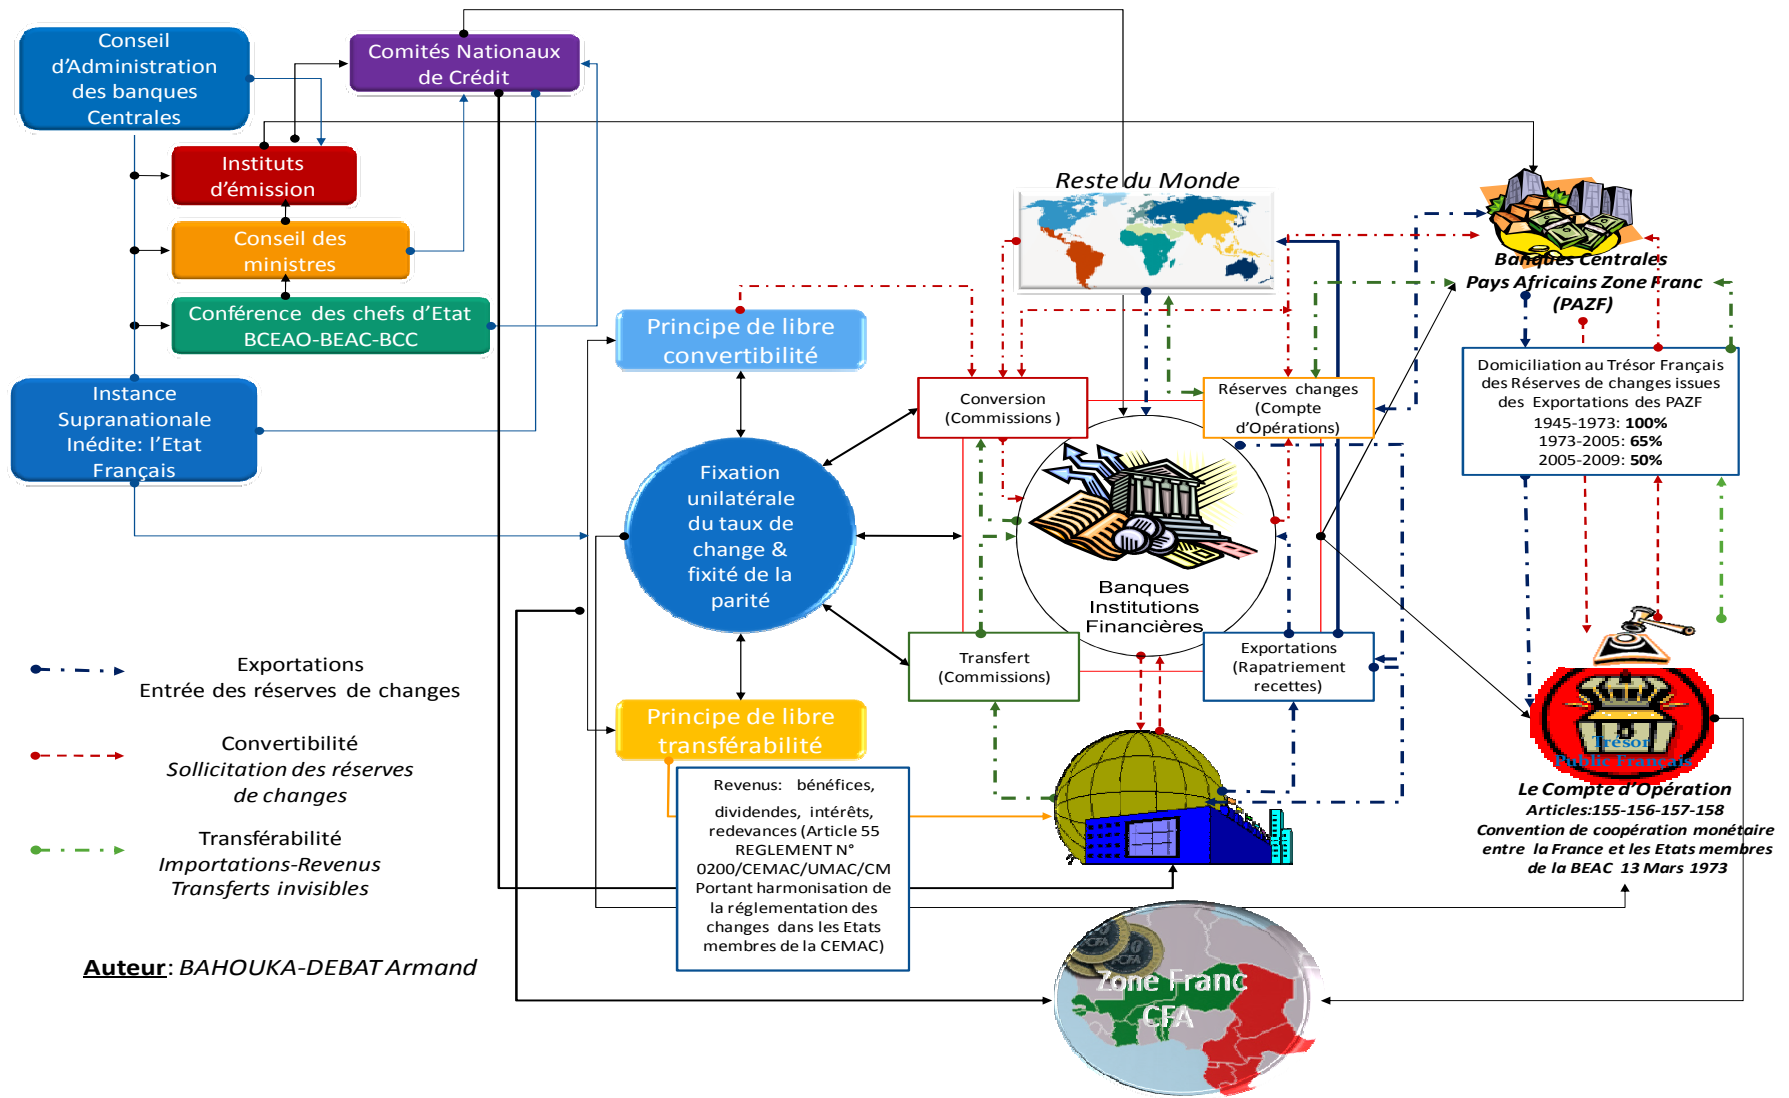 Conseil
d'Administration
des banques
Centrales
Comités Nationaux
de Crédit
Instituts
d'émission
Conseil des
ministres
Conférence des chefs d'Etat
BCEAO-BEAC-BCC
Instance
Supranationale
Inédite: l'Etat
Français
Principe de libre
convertibilité
Fixation
unilatérale
du taux de
change &
fixité de la
parité
Principe de libre
transférabilité
Reste du Monde
Conversion
(Commissions )
Réserves changes
(Compte
d'Opérations)
Banques
Institutions
Financières
Transfert
(Commissions)
Exportations
(Rapatriement
recettes)
Banques Centrales
Pays Africains Zone Franc
(PAZF)
Domiciliation au Trésor Français
des Réserves de changes issues
des Exportations des PAZF
1945-1973: 100%
1973-2005: 65%
2005-2009: 50%
Trésor
Public Français
Le Compte d'Opération
Articles:155-156-157-158
Convention de coopération monétaire
entre la France et les Etats membres
de la BEAC 13 Mars 1973
Revenus: bénéfices,
dividendes, intérêts,
redevances (Article 55
REGLEMENT N°
0200/CEMAC/UMAC/CM
Portant harmonisation de
la réglementation des
changes dans les Etats
membres de la CEMAC)
Zone Franc
CFA
Exportations
Entrée des réserves de changes
Convertibilité
Sollicitation des réserves
de changes
Transférabilité
Importations-Revenus
Transferts invisibles
Auteur: BAHOUKA-DEBAT Armand